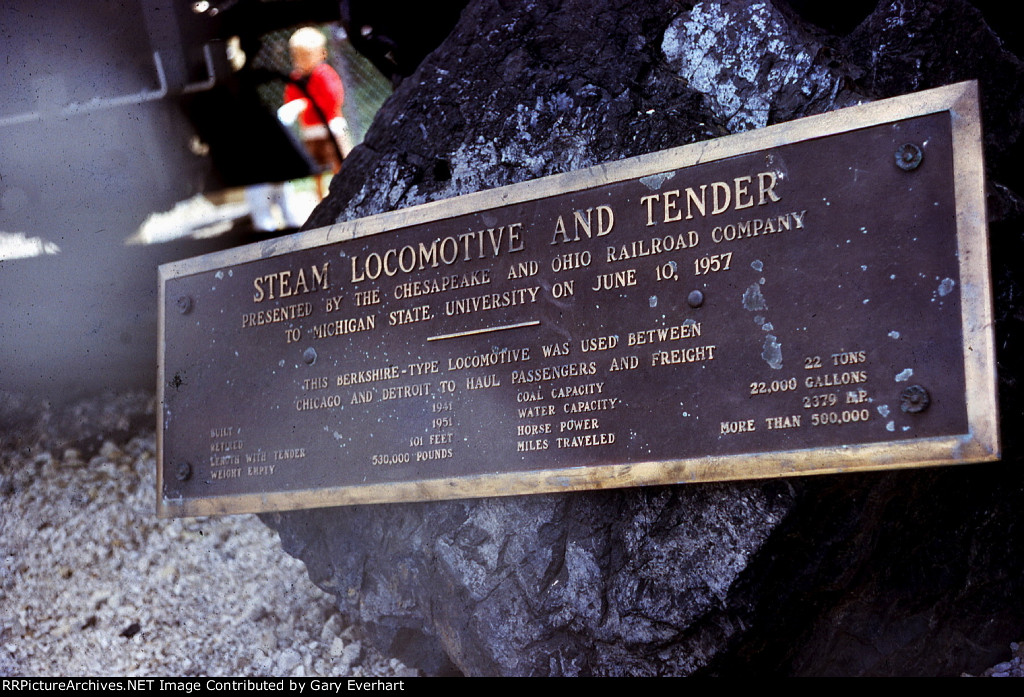 STEAM LOCOMOTIVE AND TENDER
PRESENTED BY THE CHESAPEAKE AND OHIO RAILROAD COMPANY
TO MICHIGAN STATE UNIVERSITY ON JUNE 10, 1957
THIS BERKSHIRE-TYPE LOCOMOTIVE WAS USED BETWEEN
CHICAGO AND DETROIT TO HAUL PASSENGERS AND FREIGHT
BUILT 1941
RETIRED 1951
LENGTH WITH TENDER 101 FEET
WEIGHT EMPTY 530,000 POUNDS
COAL CAPACITY 22 TONS
WATER CAPACITY 22,000 GALLONS
HORSE POWER 2379 H.P.
MILES TRAVELED MORE THAN 500,000
RRPictureArchives.NET Image Contributed by Gary Everhart